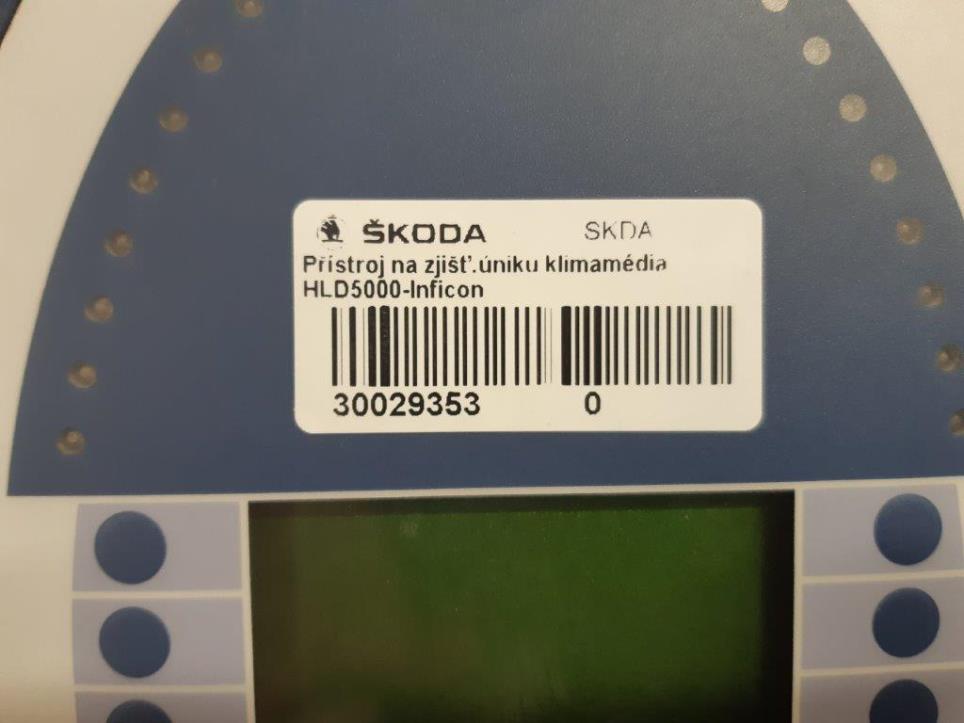 ŠKODA SKDA
Přístroj na zjišť.úniku klimamédia
HLD5000-Inficon
30029353 0